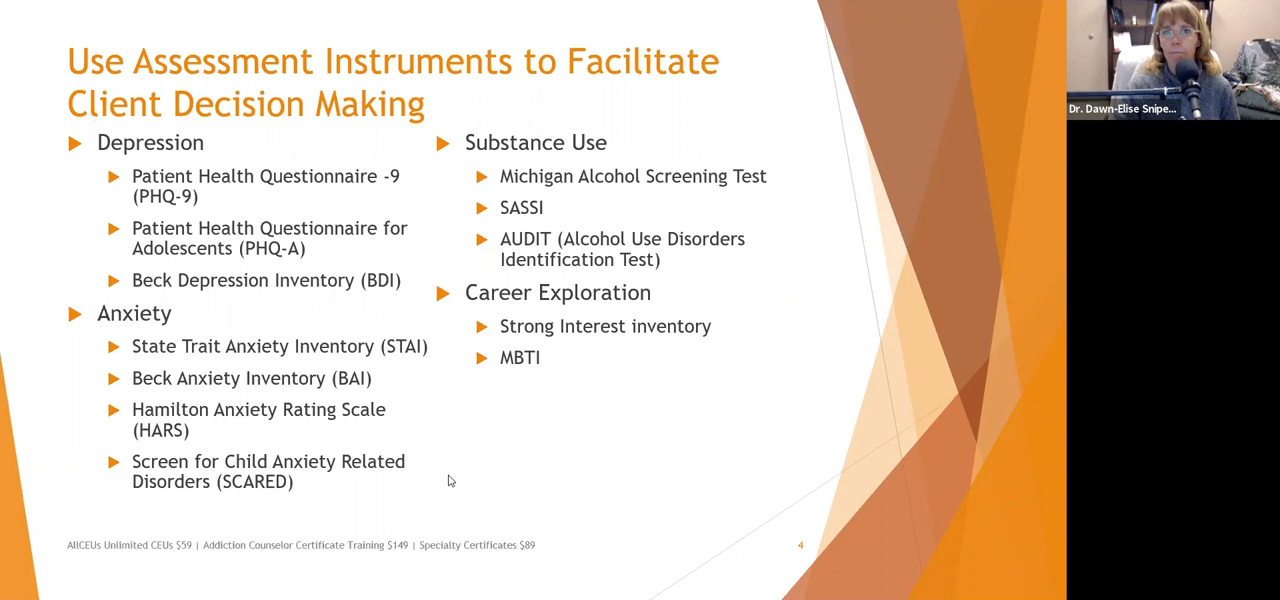 Use Assessment Instruments to Facilitate
Client Decision Making
Depression
Patient Health Questionnaire -9
(PHQ-9)
Patient Health Questionnaire for
Adolescents (PHQ-A)
Beck Depression Inventory (BDI)
Anxiety
State Trait Anxiety Inventory (STAI)
Beck Anxiety Inventory (BAI)
Hamilton Anxiety Rating Scale
(HARS)
Screen for Child Anxiety Related
Disorders (SCARED)
Substance Use
Michigan Alcohol Screening Test
SASSI
AUDIT (Alcohol Use Disorders
Identification Test)
Career Exploration
Strong Interest inventory
MBTI
AllCEUs Unlimited CEUs $59 | Addiction Counselor Certificate Training $149 | Specialty Certificates $89
4
Dr. Dawn-Elise Snipe...